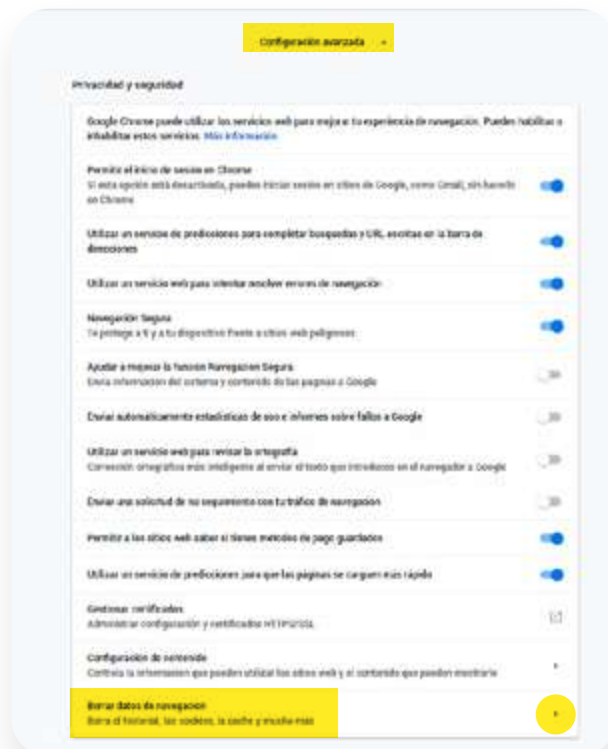 Configuración avanzada
Privacidad y seguridad
Google Chrome puede utilizar los servicios web para mejorar tu experiencia de navegación. Puedes habilitar o
inhabilitar estos servicios. Más información
Permitir el inicio de sesión en Chrome
Si esta opción está desactivada, puedes iniciar sesión en sitios de Google, como Gmail, sin hacerlo
en Chrome
Utilizar un servicio de predicciones para completar búsquedas y URL escritas en la barra de
direcciones
Utilizar un servicio web para intentar resolver errores de navegación
Navegación Segura
Te protege a ti y a tu dispositivo frente a sitios web peligrosos
Ayudar a mejorar la función Navegación Segura
Envía información del sistema y contenido de las páginas a Google
Enviar automáticamente estadísticas de uso e informes sobre fallos a Google
Utilizar un servicio web para revisar la ortografía
Corrección ortográfica más inteligente al enviar el texto que introduces en el navegador a Google
Enviar una solicitud de no seguimiento con tu tráfico de navegación
Permitir a los sitios web saber si tienes métodos de pago guardados
Utilizar un servicio de predicciones para que las páginas se carguen más rápido
Gestionar certificados
Administrar configuración y certificados HTTPS/SSL
Configuración de contenido
Controla la información que pueden utilizar los sitios web y el contenido que pueden mostrarte
Borrar datos de navegación
Borra el historial, las cookies, la caché y mucho más